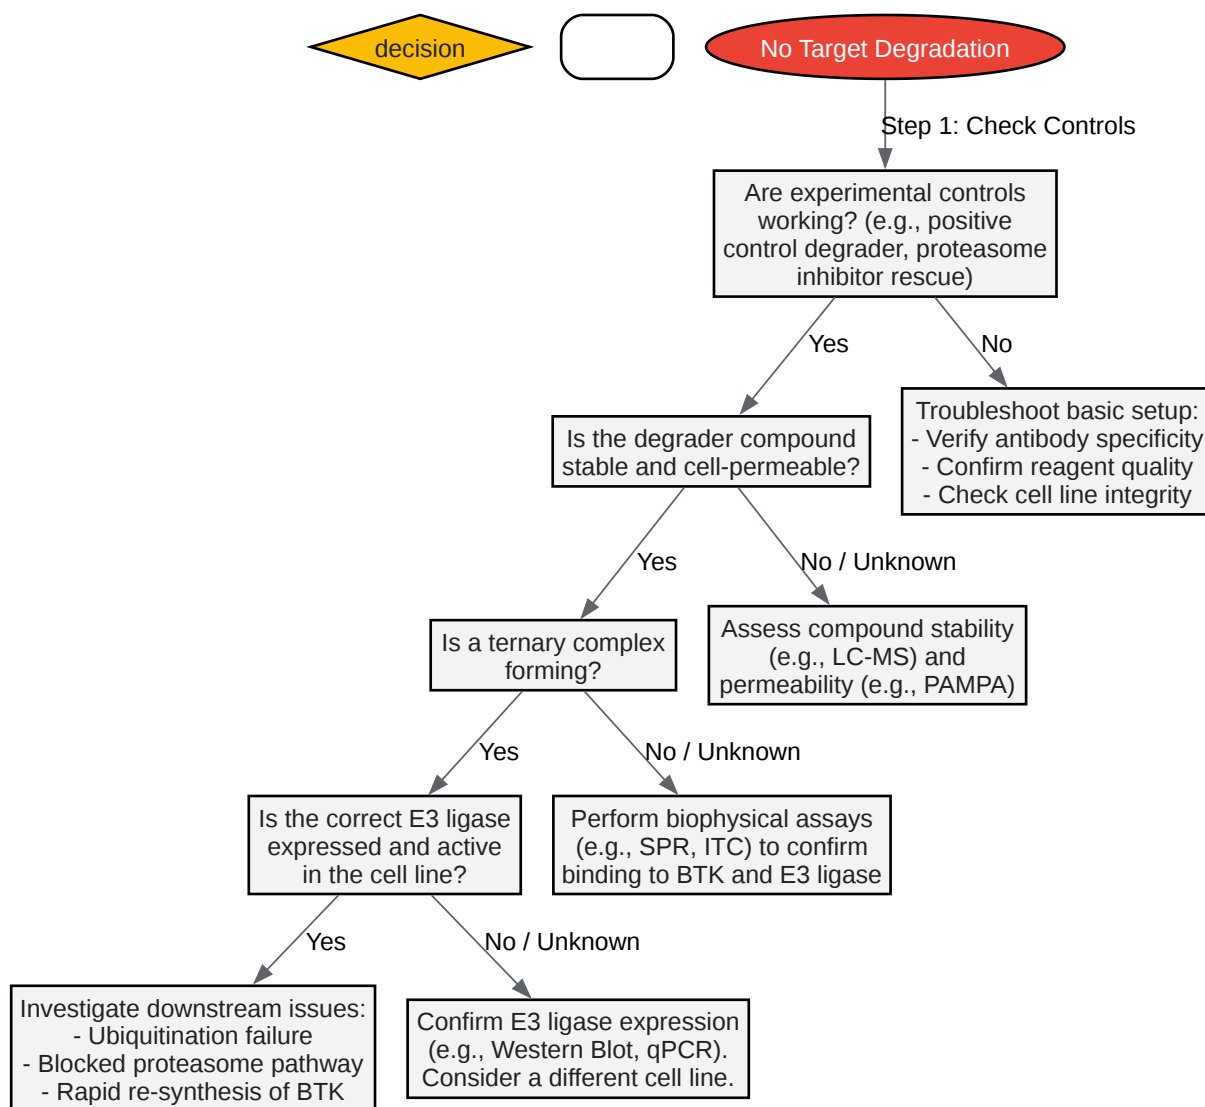 decision
No Target Degradation
Step 1: Check Controls
Are experimental controls
working? (e.g., positive
control degrader, proteasome
inhibitor rescue)
Yes
No
Troubleshoot basic setup:
- Verify antibody specificity
- Confirm reagent quality
- Check cell line integrity
Is the degrader compound
stable and cell-permeable?
Yes
No / Unknown
Assess compound stability
(e.g., LC-MS) and
permeability (e.g., PAMPA)
Is a ternary complex
forming?
Yes
No / Unknown
Perform biophysical assays
(e.g., SPR, ITC) to confirm
binding to BTK and E3 ligase
Is the correct E3 ligase
expressed and active
in the cell line?
Yes
No / Unknown
Investigate downstream issues:
- Ubiquitination failure
- Blocked proteasome pathway
- Rapid re-synthesis of BTK
Confirm E3 ligase expression
(e.g., Western Blot, qPCR).
Consider a different cell line.